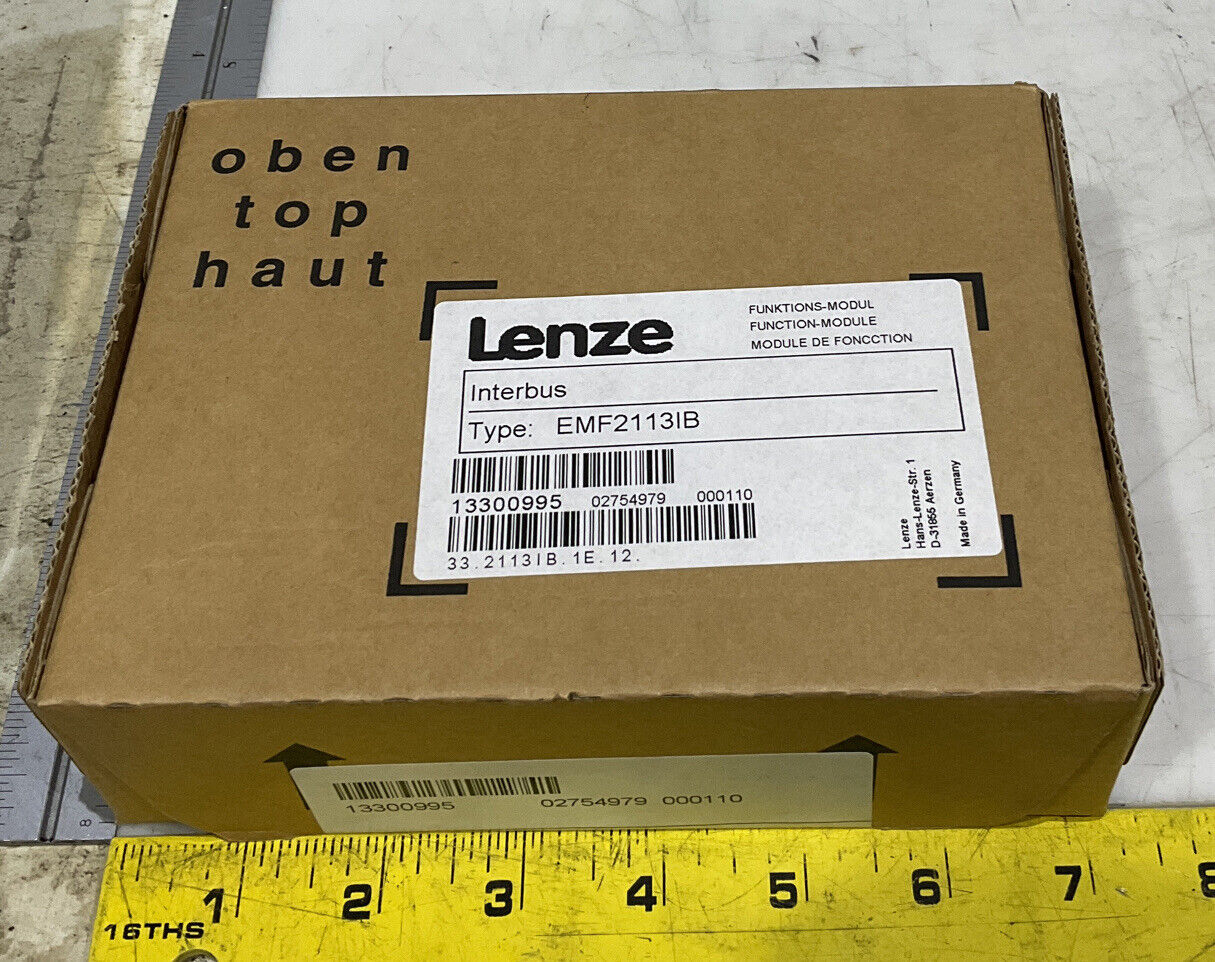 oben
top
haut
Lenze
FUNKTIONS-MODUL
FUNCTION-MODULE
MODULE DE FONCCTION
Interbus
Type: EMF2113IB
13300995 02754979 000110
33.2113IB.1E.12.
Lenze
Hans-Lenze-Str. 1
D-31855 Aerzen
Made in Germany
13300995 02754979 000110
1 2 3 4 5 6 7 8
16THS
8